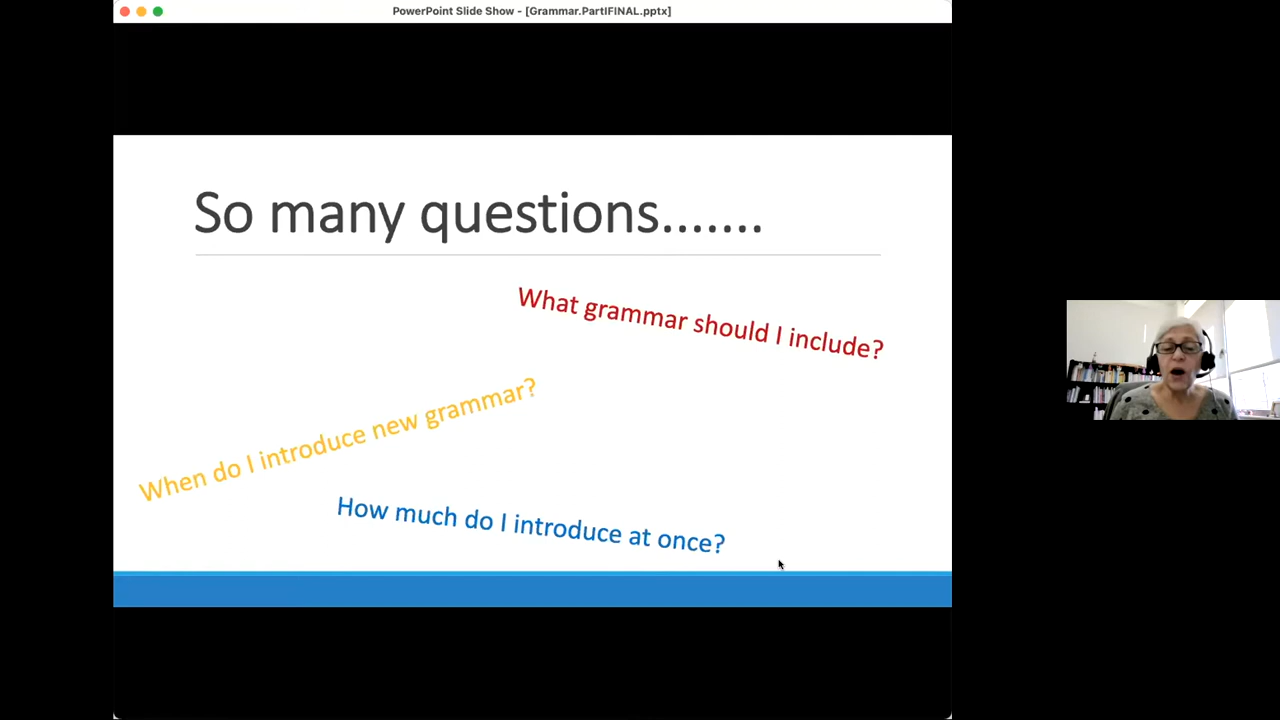 PowerPoint Slide Show - [Grammar.PartIFINAL.pptx]
So many questions.......
What grammar should I include?
When do I introduce new grammar?
How much do I introduce at once?